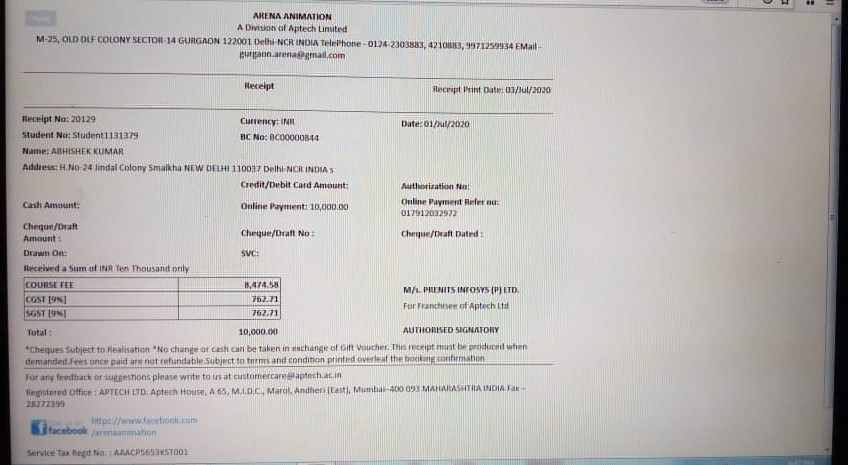 ARENA ANIMATION
A Division of Aptech Limited
M-25, OLD DLF COLONY SECTOR-14 GURGAON 122001 Delhi-NCR INDIA TelePhone - 0124-2303883, 4210883, 9971259934 EMail -
gurgaon.arena@gmail.com
Receipt Receipt Print Date: 03/Jul/2020
Receipt No: 20129 Currency: INR Date: 01/Jul/2020
Student No: Student1131379 BC No: BC00000844
Name: ABHISHEK KUMAR
Address: H.No-24 Jindal Colony Smalkha NEW DELHI 110037 Delhi-NCR INDIA s
Credit/Debit Card Amount: Authorization No:
Cash Amount: Online Payment: 10,000.00 Online Payment Refer no:
017912032972
Cheque/Draft
Amount : Cheque/Draft No : Cheque/Draft Dated :
Drawn On: SVC:
Received a Sum of INR Ten Thousand only
COURSE FEE 8,474.58
CGST [9%] 762.71 M/s. PRENITS INFOSYS (P) LTD.
SGST [9%] 762.71 For Franchisee of Aptech Ltd
Total : 10,000.00 AUTHORISED SIGNATORY
*Cheques Subject to Realisation *No change or cash can be taken in exchange of Gift Voucher. This receipt must be produced when
demanded.Fees once paid are not refundable.Subject to terms and condition printed overleaf the booking confirmation
For any feedback or suggestions please write to us at customercare@aptech.ac.in
Registered Office : APTECH LTD. Aptech House, A 65, M.I.D.C., Marol, Andheri (East), Mumbai-400 093 MAHARASHTRA INDIA Fax -
28272399
https://www.facebook.com
facebook /arenaanimation
Service Tax Regd No. : AAACP5653KST001